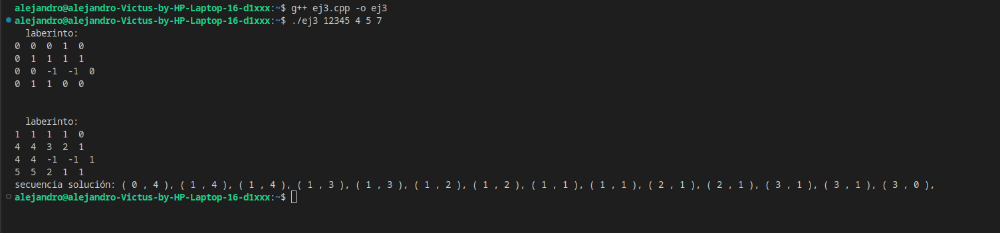 alejandro@alejandro-Victus-by-HP-Laptop-16-d1xxx:~$ g++ ej3.cpp -o ej3
alejandro@alejandro-Victus-by-HP-Laptop-16-d1xxx:~$ ./ej3 12345 4 5 7
laberinto:
0 0 0 1 0
0 1 1 1 1
0 0 -1 -1 0
0 1 1 0 0
laberinto:
1 1 1 1 0
4 4 3 2 1
4 4 -1 -1 1
5 5 2 1 1
secuencia solución: ( 0 , 4 ), ( 1 , 4 ), ( 1 , 4 ), ( 1 , 3 ), ( 1 , 3 ), ( 1 , 2 ), ( 1 , 2 ), ( 1 , 1 ), ( 1 , 1 ), ( 2 , 1 ), ( 2 , 1 ), ( 3 , 1 ), ( 3 , 1 ), ( 3 , 0 ),
alejandro@alejandro-Victus-by-HP-Laptop-16-d1xxx:~$